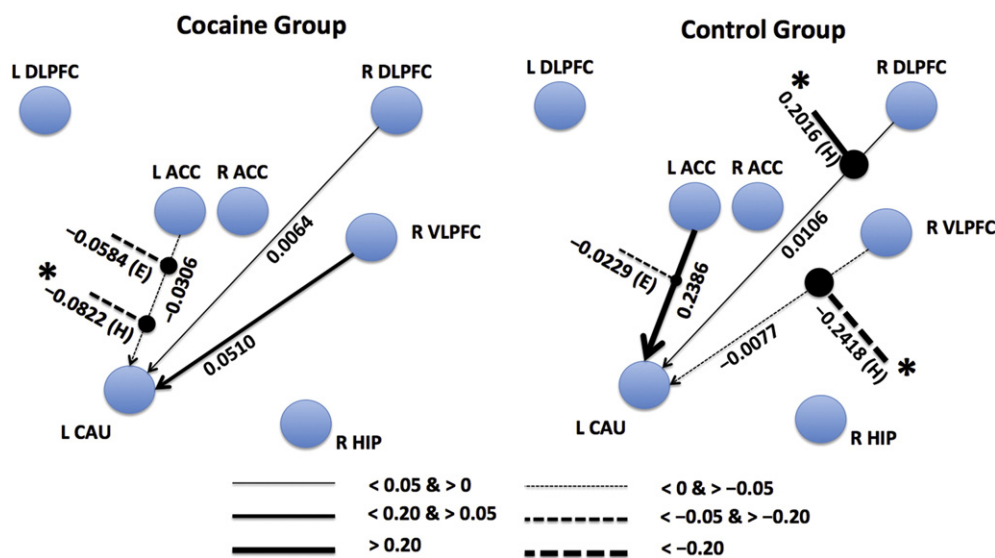 Cocaine Group
L DLPFC
R DLPFC
L ACC
R ACC
R VLPFC
−0.0584 (E)
−0.0306
*
−0.0822 (H)
0.0064
0.0510
L CAU
R HIP
Control Group
L DLPFC
R DLPFC
*
0.2016 (H)
L ACC
R ACC
R VLPFC
−0.0229 (E)
0.2386
0.0106
−0.0077
−0.2418 (H)
*
L CAU
R HIP
< 0.05 & > 0
< 0.20 & > 0.05
> 0.20
< 0 & > −0.05
< −0.05 & > −0.20
< −0.20